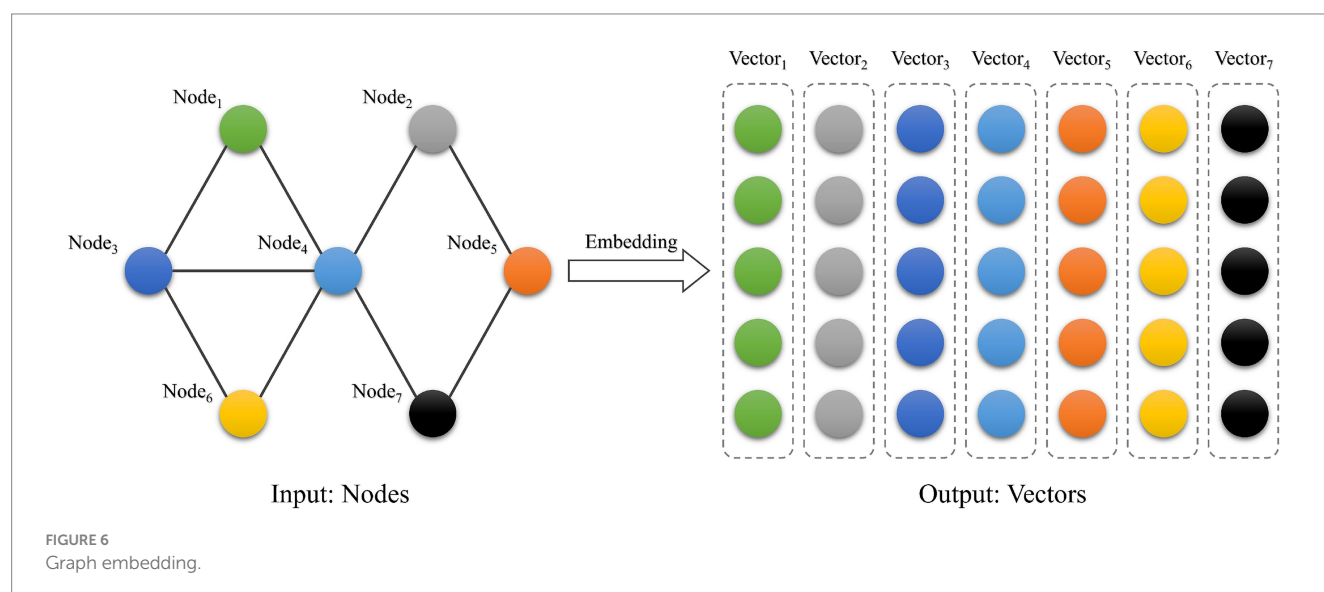 Vector₁ Vector₂ Vector₃ Vector₄ Vector₅ Vector₆ Vector₇
Node₁
Node₂
Node₃
Node₄
Node₅
Embedding
Node₆
Node₇
Input: Nodes
Output: Vectors
FIGURE 6
Graph embedding.